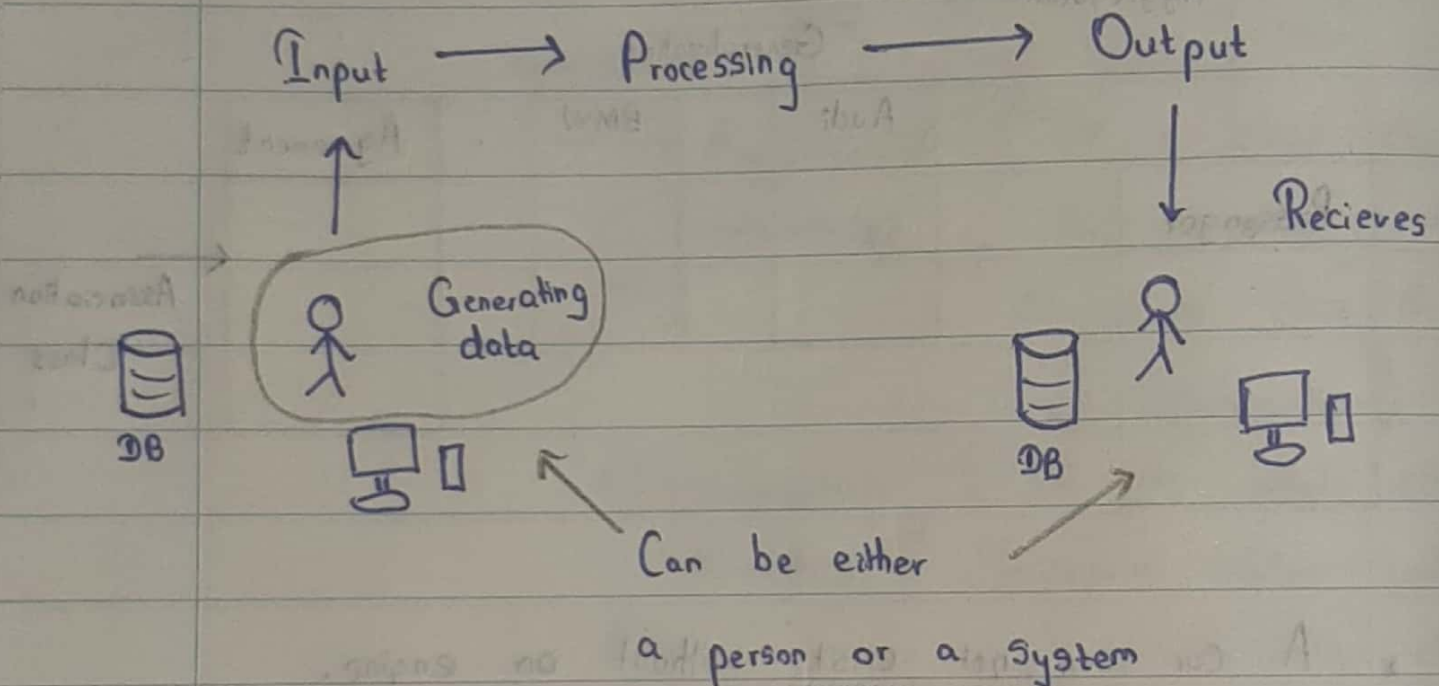 Input → Processing → Output
Recieves
Generating
data
DB
DB
Can be either
a person or a system